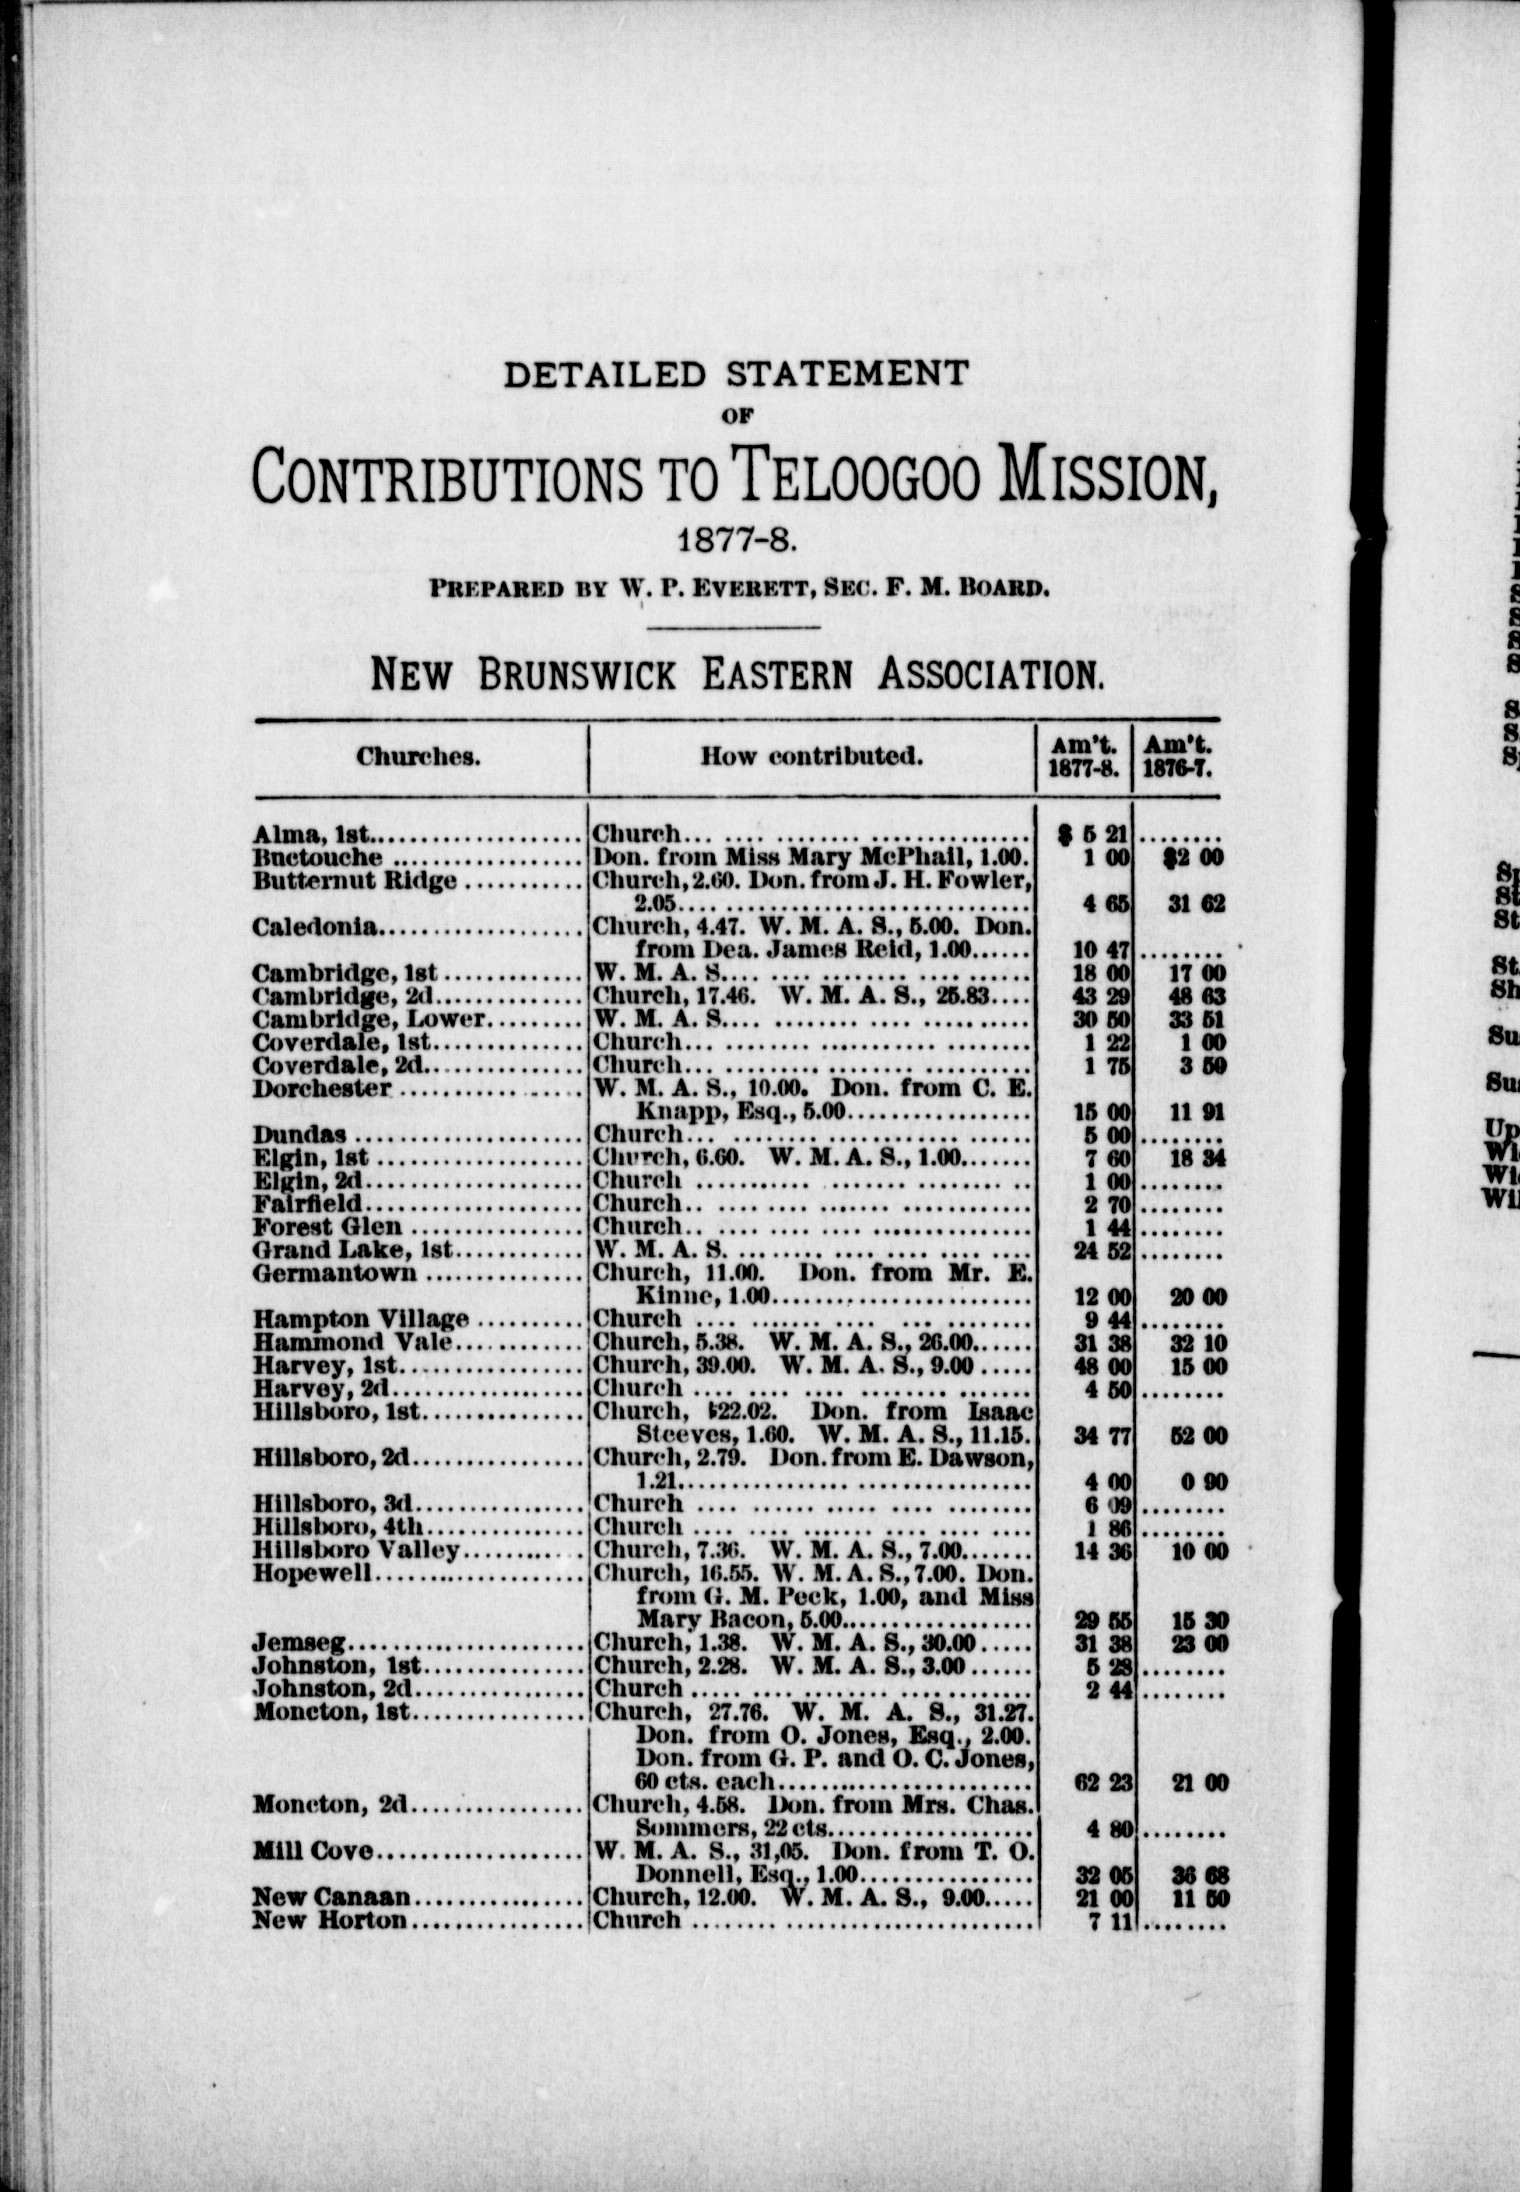 DETAILED STATEMENT
OF
CONTRIBUTIONS TO TELOOGOO MISSION,
1877-8.
PREPARED BY W. P. EVERETT, SEC. F. M. BOARD.
NEW BRUNSWICK EASTERN ASSOCIATION.
Churches. How contributed. Am't. 1877-8. Am't. 1876-7.
Alma, 1st.................... Church.............................. $ 5 21 ........
Buctouche ................... Don. from Miss Mary McPhail, 1.00. 1 00 $2 00
Butternut Ridge ............ Church, 2.60. Don. from J. H. Fowler,
2.05................................ 4 65 31 62
Caledonia.................... Church, 4.47. W. M. A. S., 5.00. Don.
from Dea. James Reid, 1.00...... 10 47 ........
Cambridge, 1st .............. W. M. A. S............................ 18 00 17 00
Cambridge, 2d............... Church, 17.46. W. M. A. S., 25.83.... 43 29 48 63
Cambridge, Lower.......... W. M. A. S............................ 30 50 33 51
Coverdale, 1st............... Church................................ 1 22 1 00
Coverdale, 2d................ Church................................ 1 75 3 50
Dorchester ................... W. M. A. S., 10.00. Don. from C. E.
Knapp, Esq., 5.00.................. 15 00 11 91
Dundas ....................... Church................................ 5 00 ........
Elgin, 1st ..................... Church, 6.60. W. M. A. S., 1.00....... 7 60 18 34
Elgin, 2d...................... Church ............................... 1 00 ........
Fairfield...................... Church................................ 2 70 ........
Forest Glen .................. Church................................ 1 44 ........
Grand Lake, 1st............. W. M. A. S. ........................... 24 52 ........
Germantown ................ Church, 11.00. Don. from Mr. E.
Kinne, 1.00......................... 12 00 20 00
Hampton Village ........... Church ............................... 9 44 ........
Hammond Vale............. Church, 5.38. W. M. A. S., 26.00...... 31 38 32 10
Harvey, 1st................... Church, 39.00. W. M. A. S., 9.00 ..... 48 00 15 00
Harvey, 2d................... Church ............................... 4 50 ........
Hillsboro, 1st................ Church, $22.02. Don. from Isaac
Steeves, 1.60. W. M. A. S., 11.15. 34 77 52 00
Hillsboro, 2d................. Church, 2.79. Don. from E. Dawson,
1.21................................ 4 00 0 90
Hillsboro, 3d................. Church ............................... 6 09 ........
Hillsboro, 4th................ Church ............................... 1 86 ........
Hillsboro Valley............. Church, 7.36. W. M. A. S., 7.00....... 14 36 10 00
Hopewell...................... Church, 16.55. W. M. A. S., 7.00. Don.
from G. M. Peck, 1.00, and Miss
Mary Bacon, 5.00.................. 29 55 15 30
Jemseg........................ Church, 1.38. W. M. A. S., 30.00 ..... 31 38 23 00
Johnston, 1st................ Church, 2.28. W. M. A. S., 3.00 ...... 5 28 ........
Johnston, 2d................. Church ............................... 2 44 ........
Moncton, 1st................. Church, 27.76. W. M. A. S., 31.27.
Don. from O. Jones, Esq., 2.00.
Don. from G. P. and O. C. Jones,
60 cts. each......................... 62 23 21 00
Moncton, 2d.................. Church, 4.58. Don. from Mrs. Chas.
Sommers, 22 cts.................... 4 80 ........
Mill Cove..................... W. M. A. S., 31,05. Don. from T. O.
Donnell, Esq., 1.00................ 32 05 36 68
New Canaan................. Church, 12.00. W. M. A. S., 9.00..... 21 00 11 50
New Horton................. Church ............................... 7 11 ........